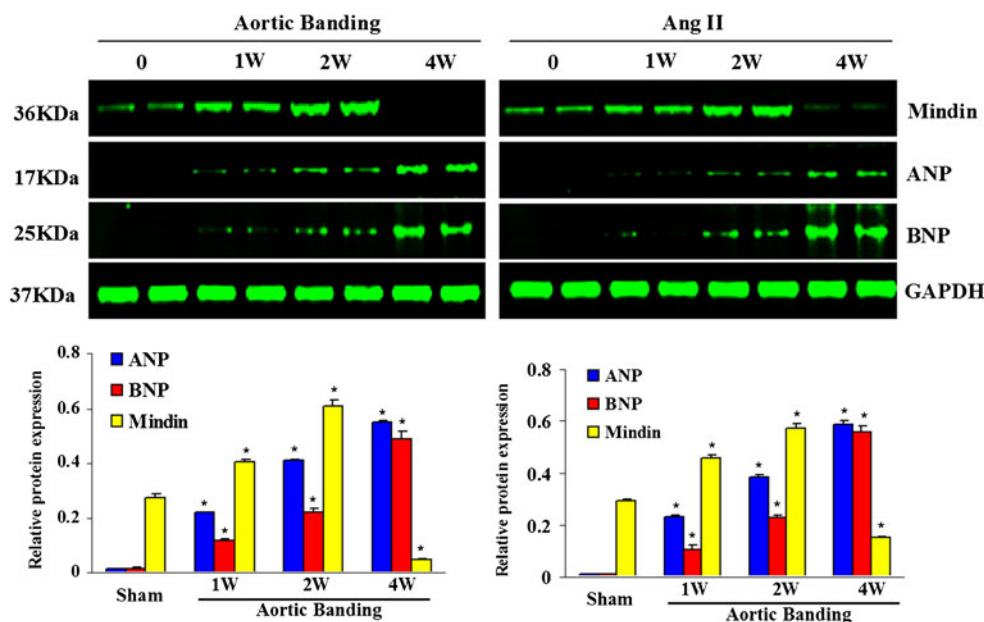 Aortic Banding
Ang II
0 1W 2W 4W
0 1W 2W 4W
36KDa
Mindin
17KDa
ANP
25KDa
BNP
37KDa
GAPDH
Relative protein expression
0.8
0.6
0.4
0.2
0
ANP
BNP
Mindin
* * * * * * * * *
Sham
1W 2W 4W
Aortic Banding
Relative protein expression
0.8
0.6
0.4
0.2
0
ANP
BNP
Mindin
* * * * * * * * *
Sham
1W 2W 4W
Aortic Banding